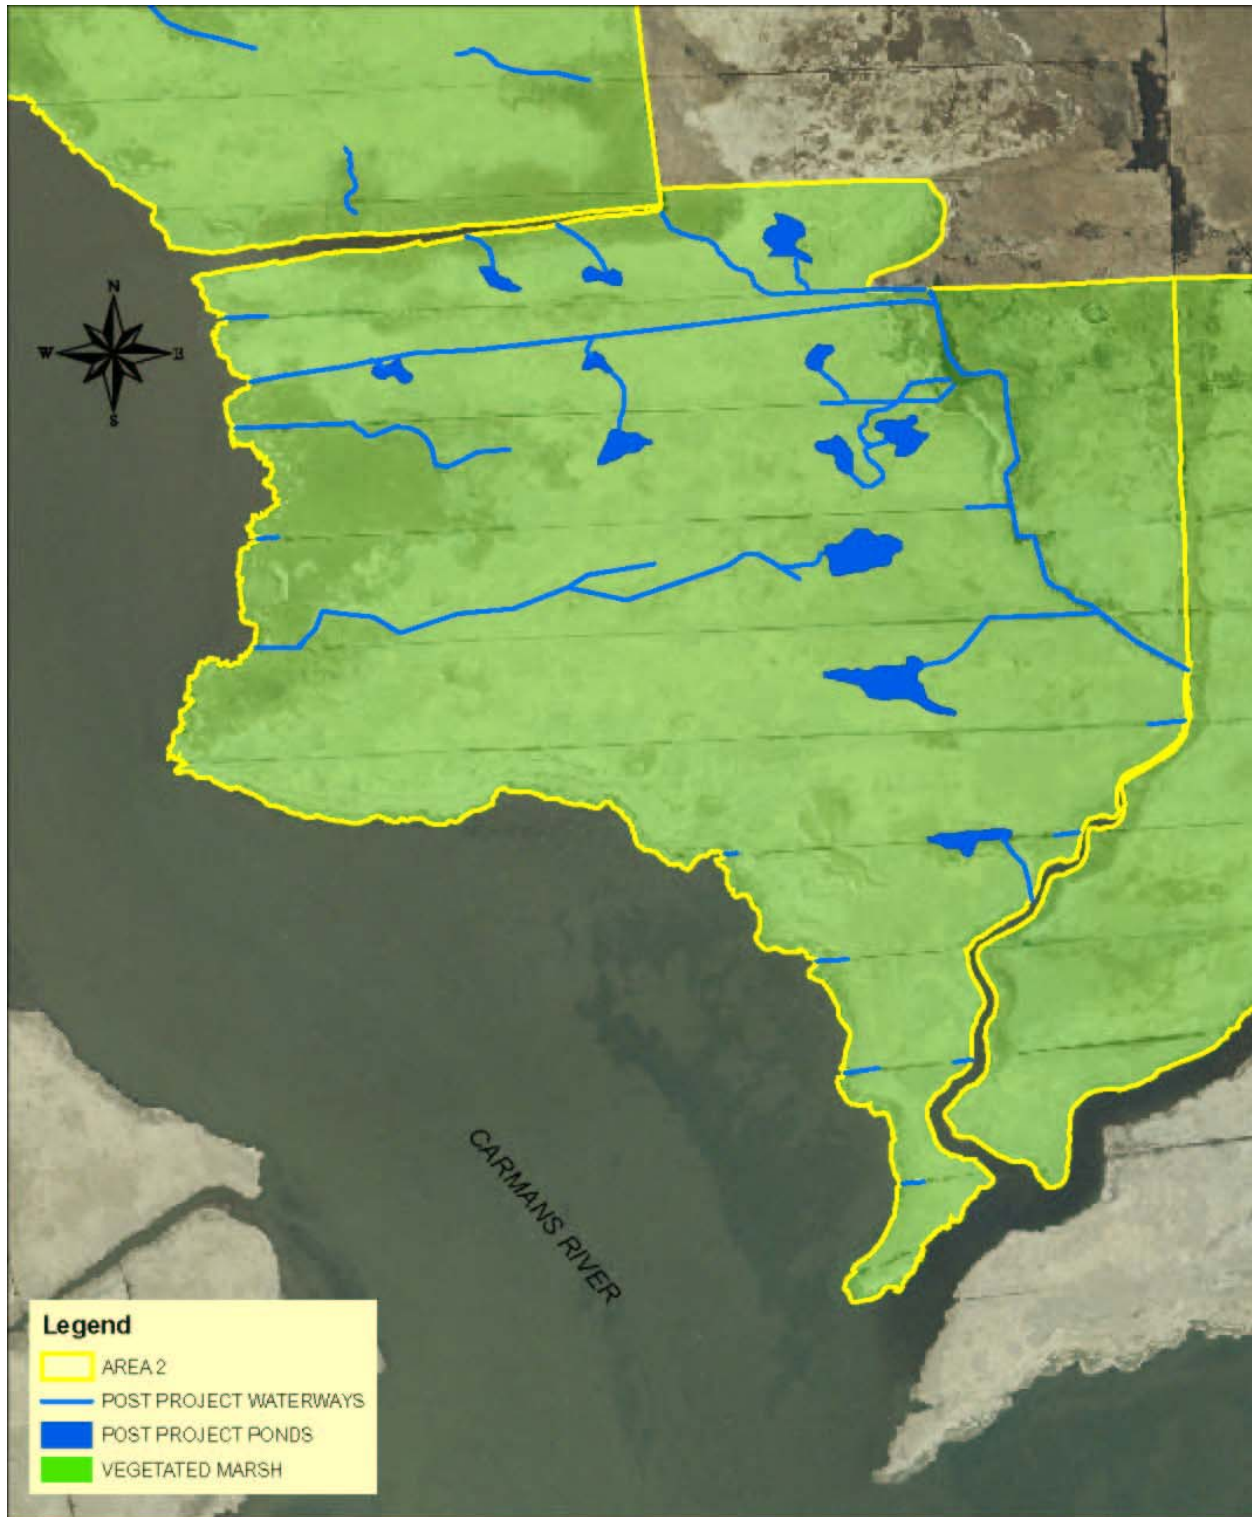 N
W E
S
CARMANS RIVER
Legend
AREA 2
POST PROJECT WATERWAYS
POST PROJECT PONDS
VEGETATED MARSH